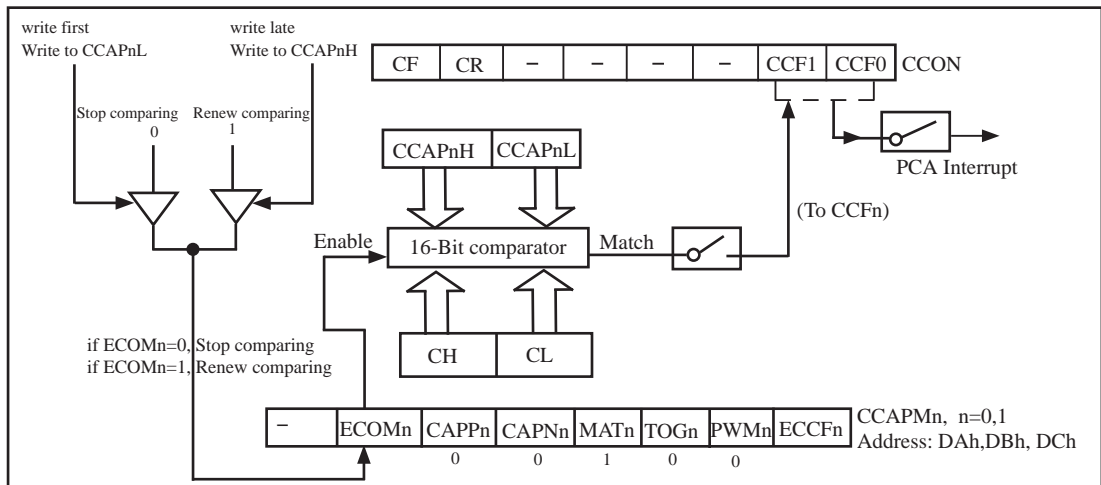 write first
Write to CCAPnL
write late
Write to CCAPnH
CF CR – – – – CCF1 CCF0 CCON
Stop comparing
0
Renew comparing
1
CCAPnH CCAPnL
PCA Interrupt
(To CCFn)
Enable
16-Bit comparator
Match
if ECOMn=0, Stop comparing
if ECOMn=1, Renew comparing
CH CL
– ECOMn CAPPn CAPNn MATn TOGn PWMn ECCFn
CCAPMn, n=0,1
Address: DAh,DBh, DCh
0 0 1 0 0